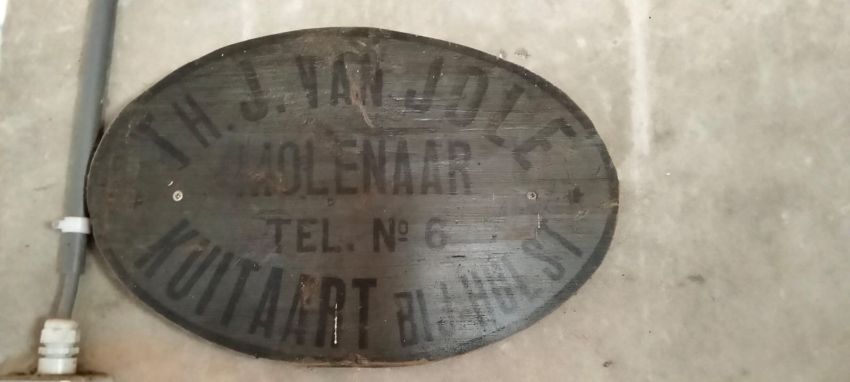 TH. J. VAN JOLE
MOLENAAR
TEL. Nº 6
KUITAART BIJ HULST